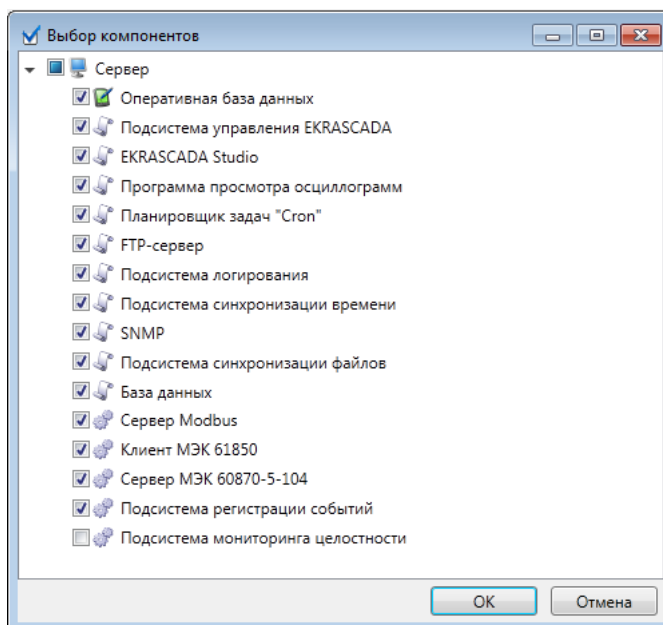 Выбор компонентов
Сервер
Оперативная база данных
Подсистема управления EKRASCADA
EKRASCADA Studio
Программа просмотра осциллограмм
Планировщик задач "Cron"
FTP-сервер
Подсистема логирования
Подсистема синхронизации времени
SNMP
Подсистема синхронизации файлов
База данных
Сервер Modbus
Клиент МЭК 61850
Сервер МЭК 60870-5-104
Подсистема регистрации событий
Подсистема мониторинга целостности
OK Отмена